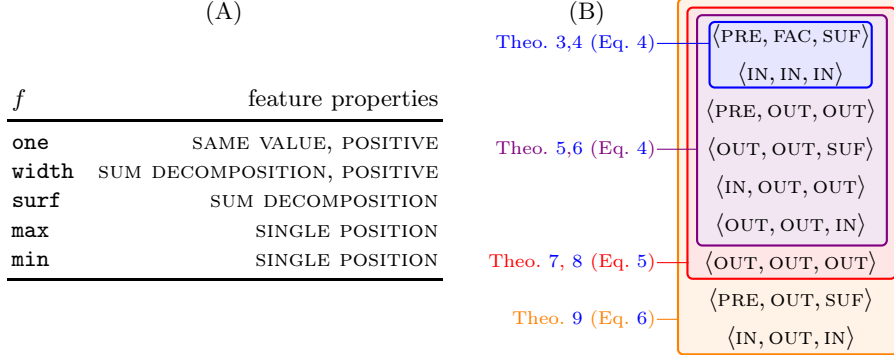 (A)
f feature properties
one SAME VALUE, POSITIVE
width SUM DECOMPOSITION, POSITIVE
surf SUM DECOMPOSITION
max SINGLE POSITION
min SINGLE POSITION
(B)
Theo. 3,4 (Eq. 4)
⟨PRE, FAC, SUF⟩
⟨IN, IN, IN⟩
⟨PRE, OUT, OUT⟩
Theo. 5,6 (Eq. 4)
⟨OUT, OUT, SUF⟩
⟨IN, OUT, OUT⟩
⟨OUT, OUT, IN⟩
Theo. 7, 8 (Eq. 5)
⟨OUT, OUT, OUT⟩
⟨PRE, OUT, SUF⟩
Theo. 9 (Eq. 6)
⟨IN, OUT, IN⟩